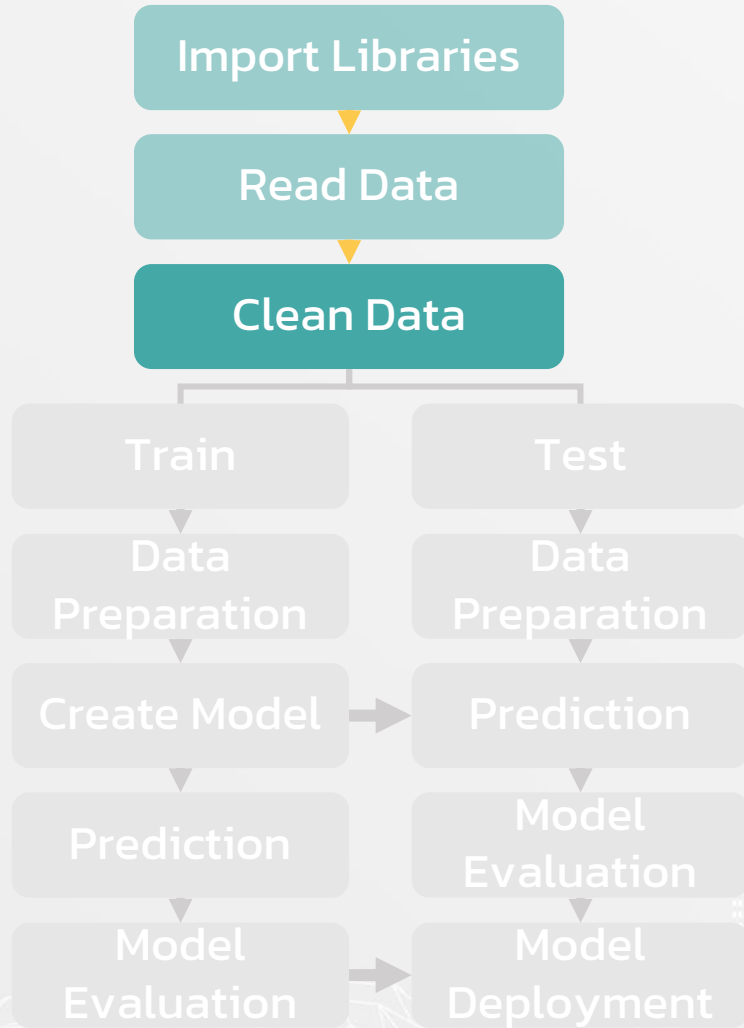 Import Libraries
Read Data
Clean Data
Train
Test
Data
Preparation
Data
Preparation
Create Model
Prediction
Prediction
Model
Evaluation
Model
Evaluation
Model
Deployment